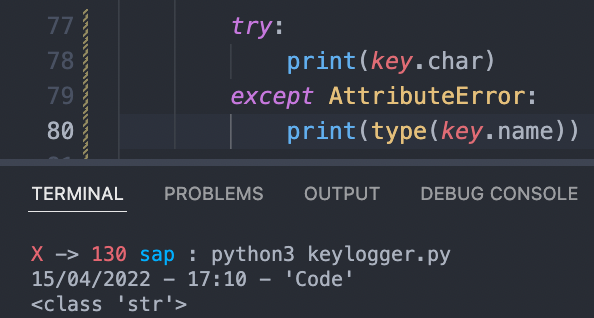 77 try:
78 print(key.char)
79 except AttributeError:
80 print(type(key.name))
TERMINAL PROBLEMS OUTPUT DEBUG CONSOLE
X -> 130 sap : python3 keylogger.py
15/04/2022 - 17:10 - 'Code'
<class 'str'>